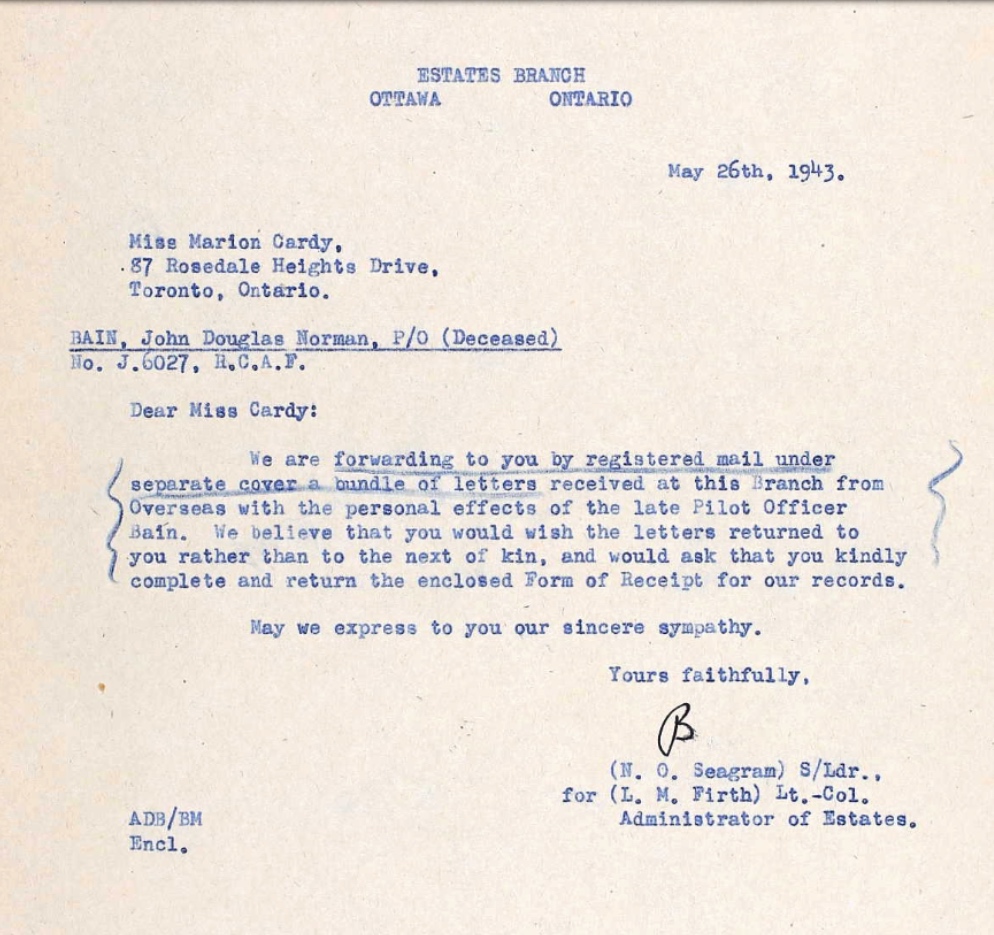 ESTATES BRANCH
OTTAWA ONTARIO
May 26th, 1943.
Miss Marion Cardy,
87 Rosedale Heights Drive,
Toronto, Ontario.
BAIN, John Douglas Norman, P/O (Deceased)
No. J.6027, R.C.A.F.
Dear Miss Cardy:
We are forwarding to you by registered mail under
separate cover a bundle of letters received at this Branch from
Overseas with the personal effects of the late Pilot Officer
Bain. We believe that you would wish the letters returned to
you rather than to the next of kin, and would ask that you kindly
complete and return the enclosed Form of Receipt for our records.
May we express to you our sincere sympathy.
Yours faithfully,
B
(N. O. Seagram) S/Ldr.,
for (L. M. Firth) Lt.-Col.
Administrator of Estates.
ADB/BM
Encl.